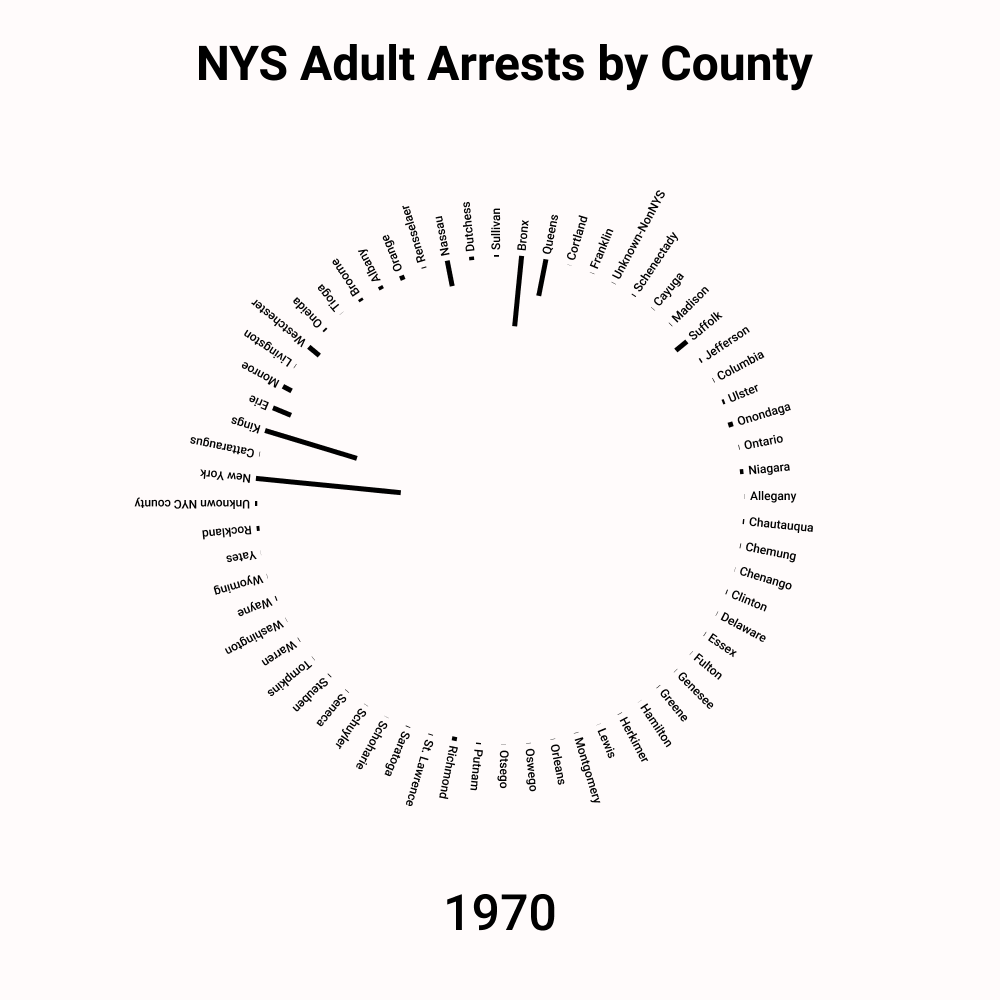 NYS Adult Arrests by County
Bronx
Queens
Cortland
Franklin
Unknown-NonNYS
Schenectady
Cayuga
Madison
Suffolk
Jefferson
Columbia
Ulster
Onondaga
Ontario
Niagara
Allegany
Chautauqua
Chemung
Chenango
Clinton
Delaware
Essex
Fulton
Genesee
Greene
Hamilton
Herkimer
Lewis
Montgomery
Orleans
Oswego
Otsego
Putnam
Richmond
St. Lawrence
Saratoga
Schoharie
Schuyler
Seneca
Steuben
Tompkins
Warren
Washington
Wayne
Wyoming
Yates
Rockland
Unknown NYC county
New York
Cattaraugus
Kings
Erie
Monroe
Livingston
Westchester
Oneida
Tioga
Broome
Albany
Orange
Rensselaer
Nassau
Dutchess
Sullivan
1970